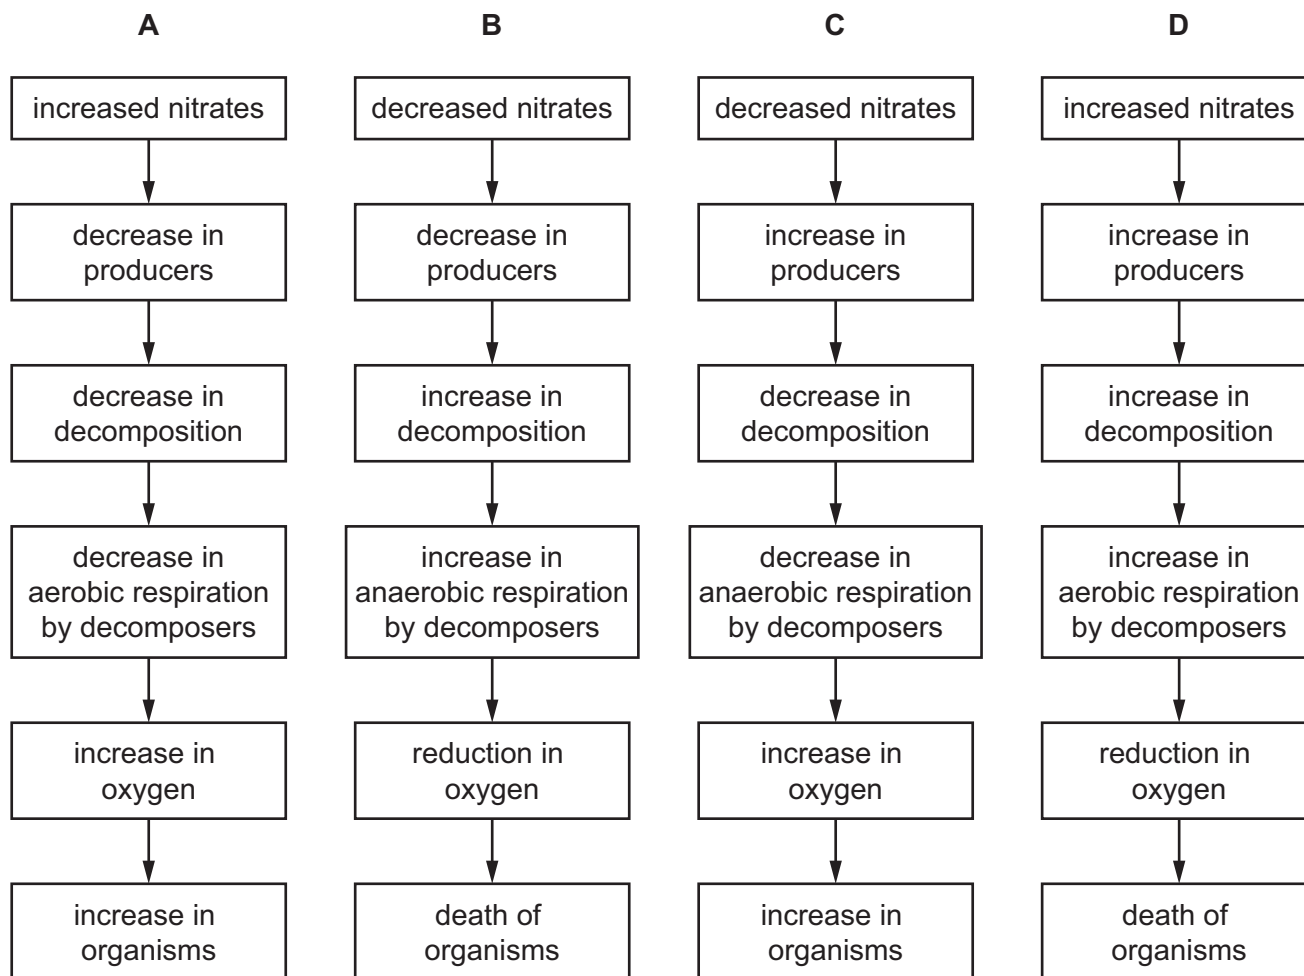 A
increased nitrates
decrease in
producers
decrease in
decomposition
decrease in
aerobic respiration
by decomposers
increase in
oxygen
increase in
organisms
B
decreased nitrates
decrease in
producers
increase in
decomposition
increase in
anaerobic respiration
by decomposers
reduction in
oxygen
death of
organisms
C
decreased nitrates
increase in
producers
decrease in
decomposition
decrease in
anaerobic respiration
by decomposers
increase in
oxygen
increase in
organisms
D
increased nitrates
increase in
producers
increase in
decomposition
increase in
aerobic respiration
by decomposers
reduction in
oxygen
death of
organisms